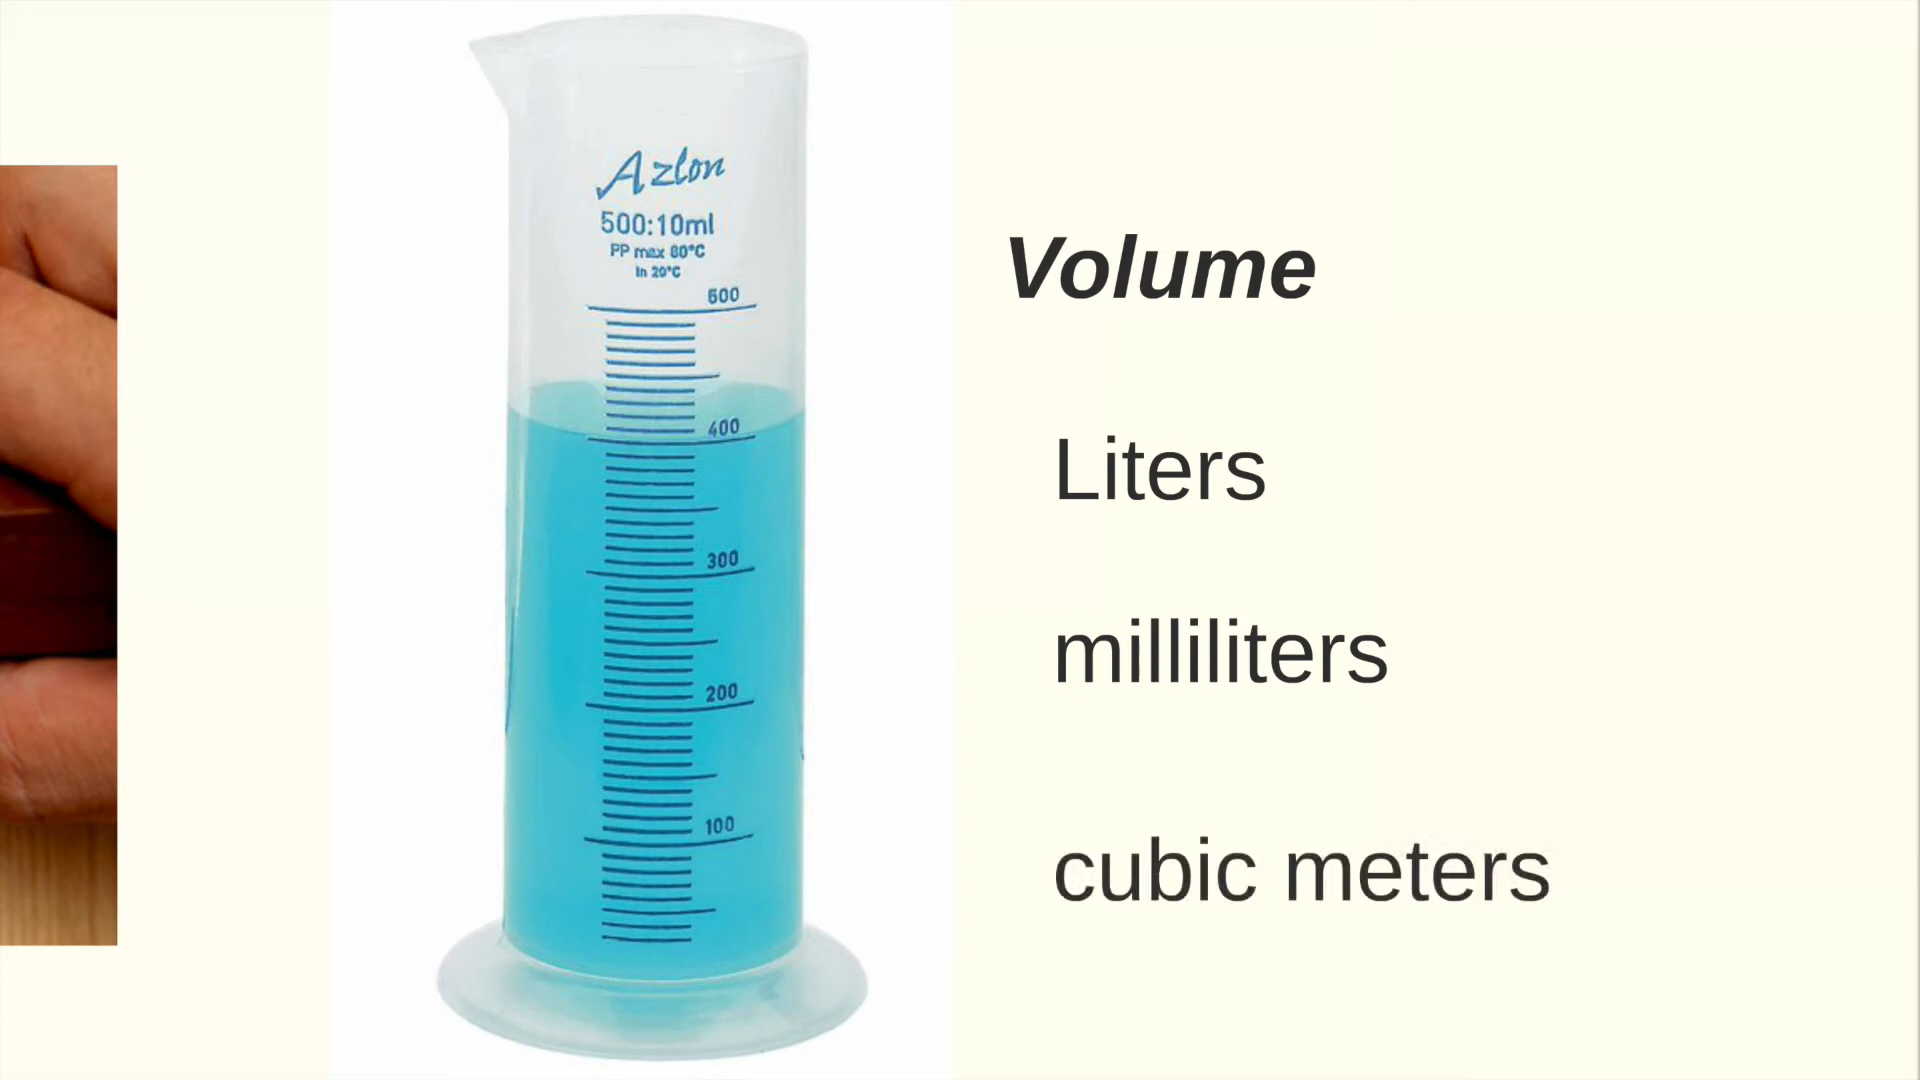 Azlon
500:10ml
PP max 80°C
In 20°C
500
400
300
200
100
Volume
Liters
milliliters
cubic meters